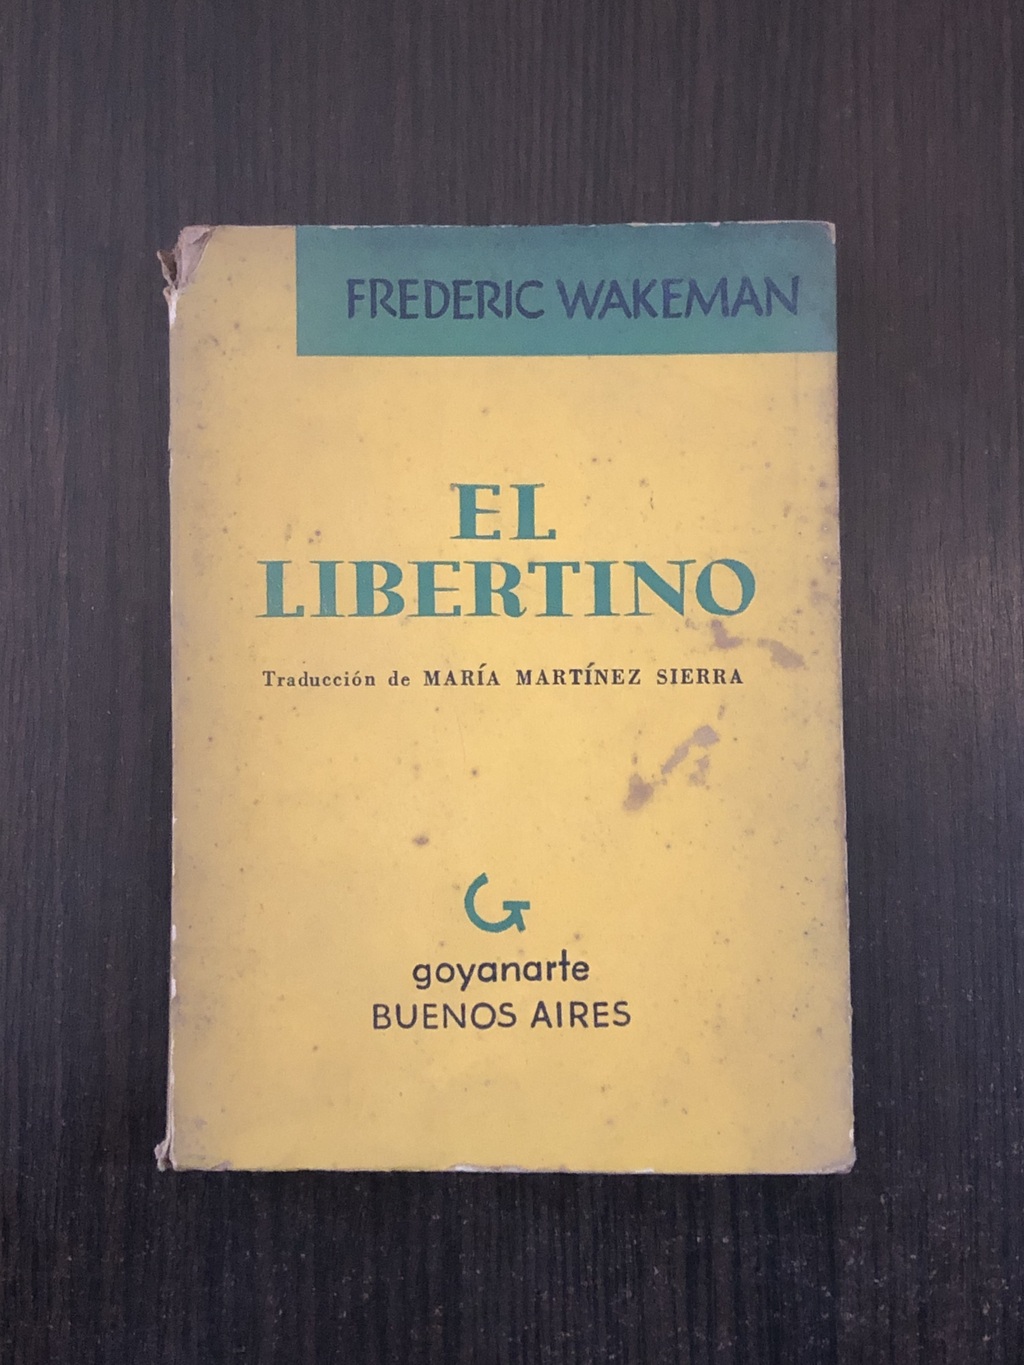 FREDERIC WAKEMAN
EL
LIBERTINO
Traducción de MARÍA MARTÍNEZ SIERRA
G
goyanarte
BUENOS AIRES